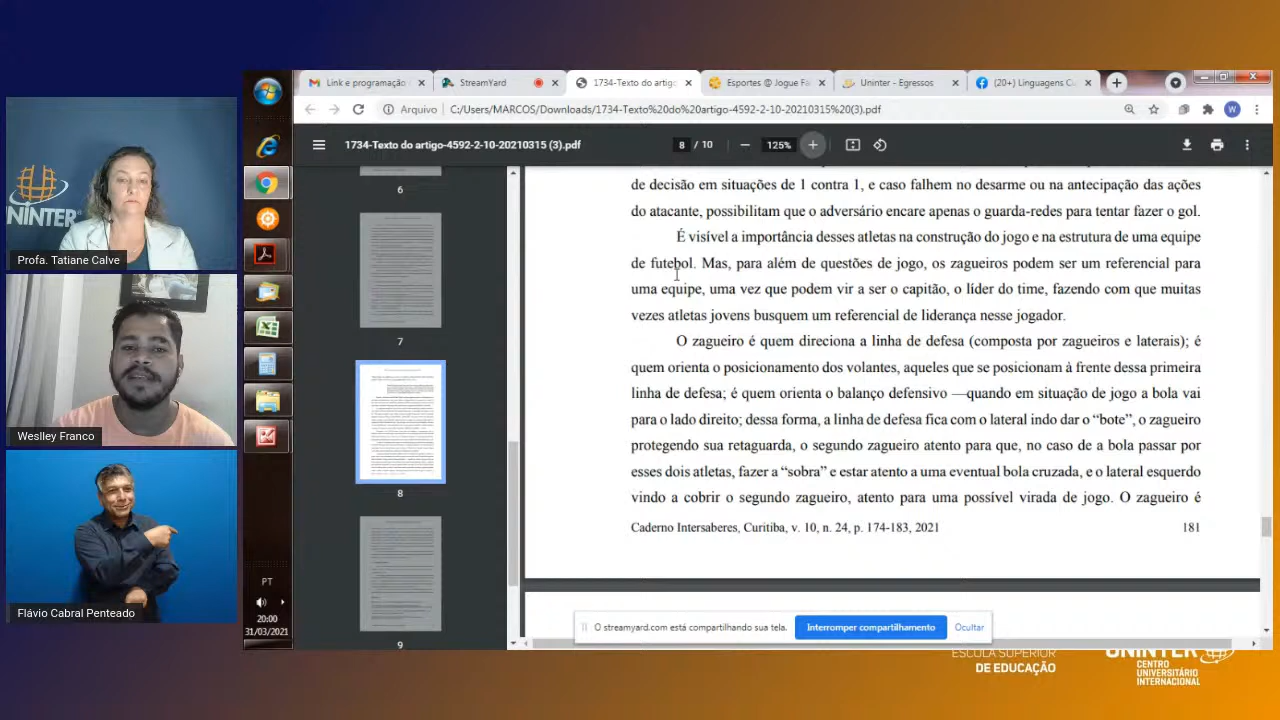 Link e programação
StreamYard
1734-Texto do artigo
Esportes @ Jogue Fá
Uninter - Egressos
(20+) Linguagens Cu
Arquivo
C:/Users/MARCOS/Downloads/1734-Texto%20do%20artigo-4592-2-10-20210315%20(3).pdf
W
1734-Texto do artigo-4592-2-10-20210315 (3).pdf
8 / 10
125%
6
7
8
9
de decisão em situações de 1 contra 1, e caso falhem no desarme ou na antecipação das ações
do atacante, possibilitam que o adversário encare apenas o guarda-redes para tentar fazer o gol.
É visível a importância desses atletas na construção do jogo e na estrutura de uma equipe
de futebol. Mas, para além de questões de jogo, os zagueiros podem ser um referencial para
uma equipe, uma vez que podem vir a ser o capitão, o líder do time, fazendo com que muitas
vezes atletas jovens busquem um referencial de liderança nesse jogador.
O zagueiro é quem direciona a linha de defesa (composta por zagueiros e laterais); é
quem orienta o posicionamento aos volantes, aqueles que se posicionam à frente dessa primeira
linha de defesa; é quem orienta o balanço defensivo —quando em situação de jogo a bola vai
para o lado direito; dessa forma, a linha de defesa fica com o lateral indo dar o “bote”, o zagueiro
protegendo sua retaguarda, o segundo zagueiro atento para que, no caso de a bola passar por
esses dois atletas, fazer a “sobra” e estar atento a uma eventual bola cruzada, e o lateral esquerdo
vindo a cobrir o segundo zagueiro, atento para uma possível virada de jogo. O zagueiro é
Caderno Intersaberes, Curitiba, v. 10, n. 24, p. 174-183, 2021
181
O streamyard.com está compartilhando sua tela.
Interromper compartilhamento
Ocultar
UNINTER
Profa. Tatiane Calve
Weslley Franco
Flávio Cabral Penteado
PT
20:00
31/03/2021
ESCOLA SUPERIOR
DE EDUCAÇÃO
UNINTER
CENTRO
UNIVERSITÁRIO
INTERNACIONAL